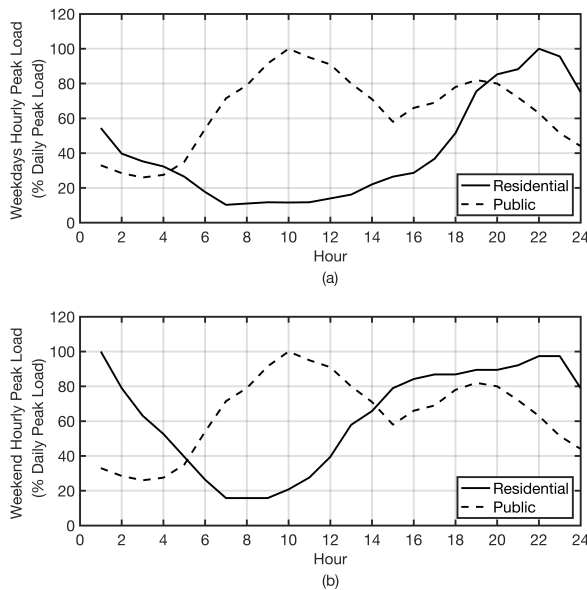 Weekdays Hourly Peak Load
(% Daily Peak Load)
120
100
80
60
40
20
0
0 2 4 6 8 10 12 14 16 18 20 22 24
Residential
Public
Hour
(a)
Weekend Hourly Peak Load
(% Daily Peak Load)
120
100
80
60
40
20
0
0 2 4 6 8 10 12 14 16 18 20 22 24
Residential
Public
Hour
(b)